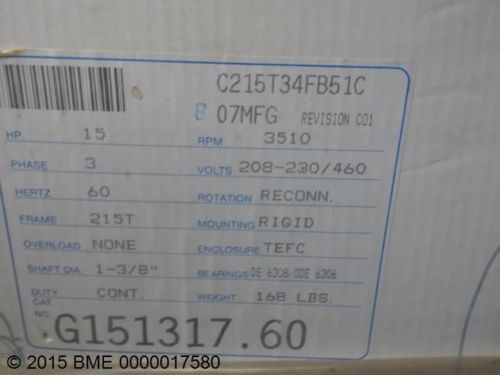 C215T34FB51C
07MFG REVISION C01
HP 15 RPM 3510
PHASE 3 VOLTS 208-230/460
HERTZ 60 ROTATION RECONN.
FRAME 215T MOUNTING RIGID
OVERLOAD NONE ENCLOSURE TEFC
SHAFT DIA. 1-3/8" BEARINGS DE 6308 ODE 6306
DUTY CONT. WEIGHT 168 LBS.
CAT. NO. G151317.60
© 2015 BME 0000017580